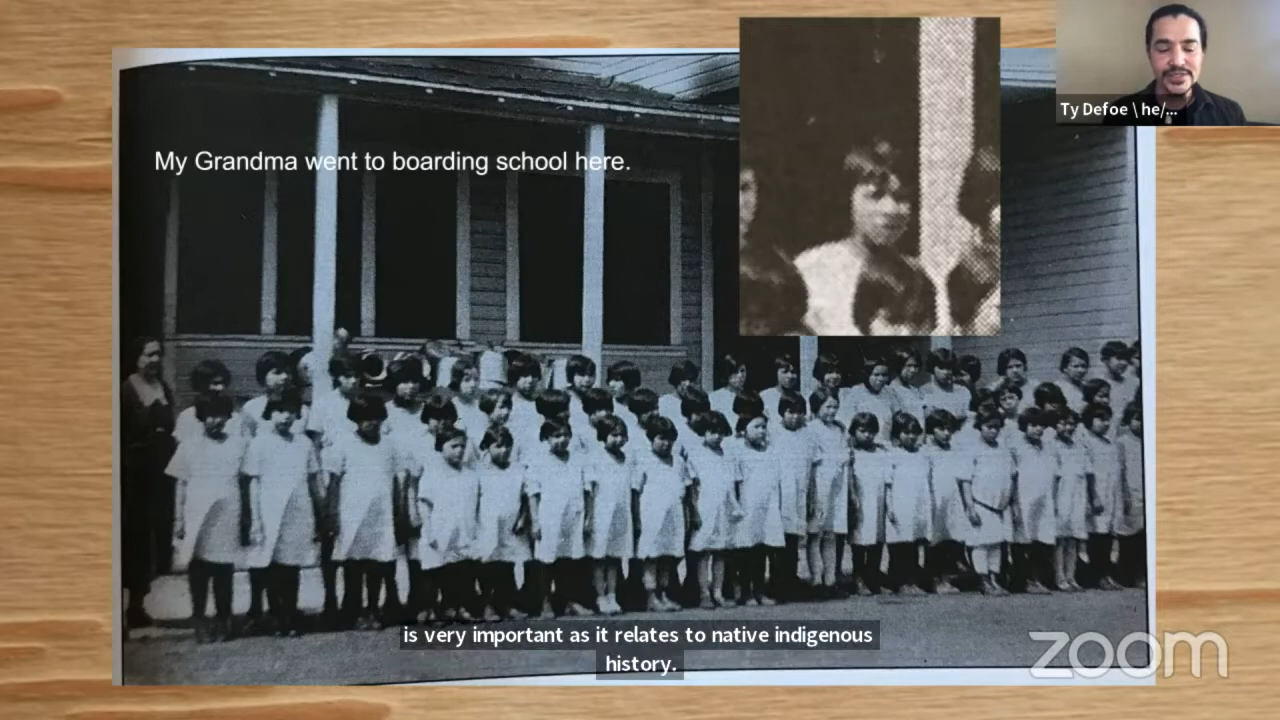 Ty Defoe \ he/...
My Grandma went to boarding school here.
is very important as it relates to native indigenous
history.
zoom